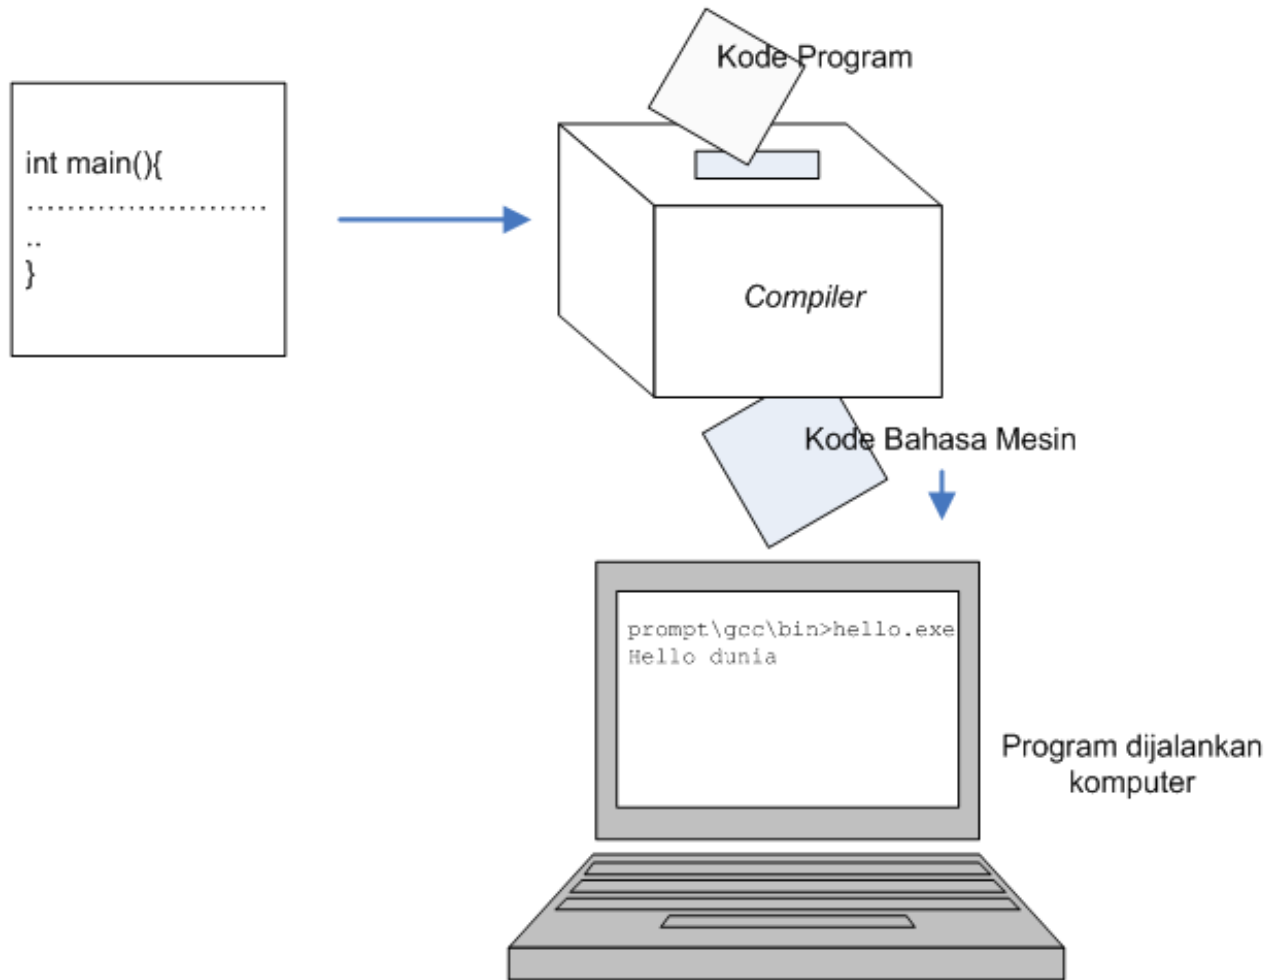 Kode Program
int main(){
........................
..
}
Compiler
Kode Bahasa Mesin
prompt\gcc\bin>hello.exe
Hello dunia
Program dijalankan
komputer